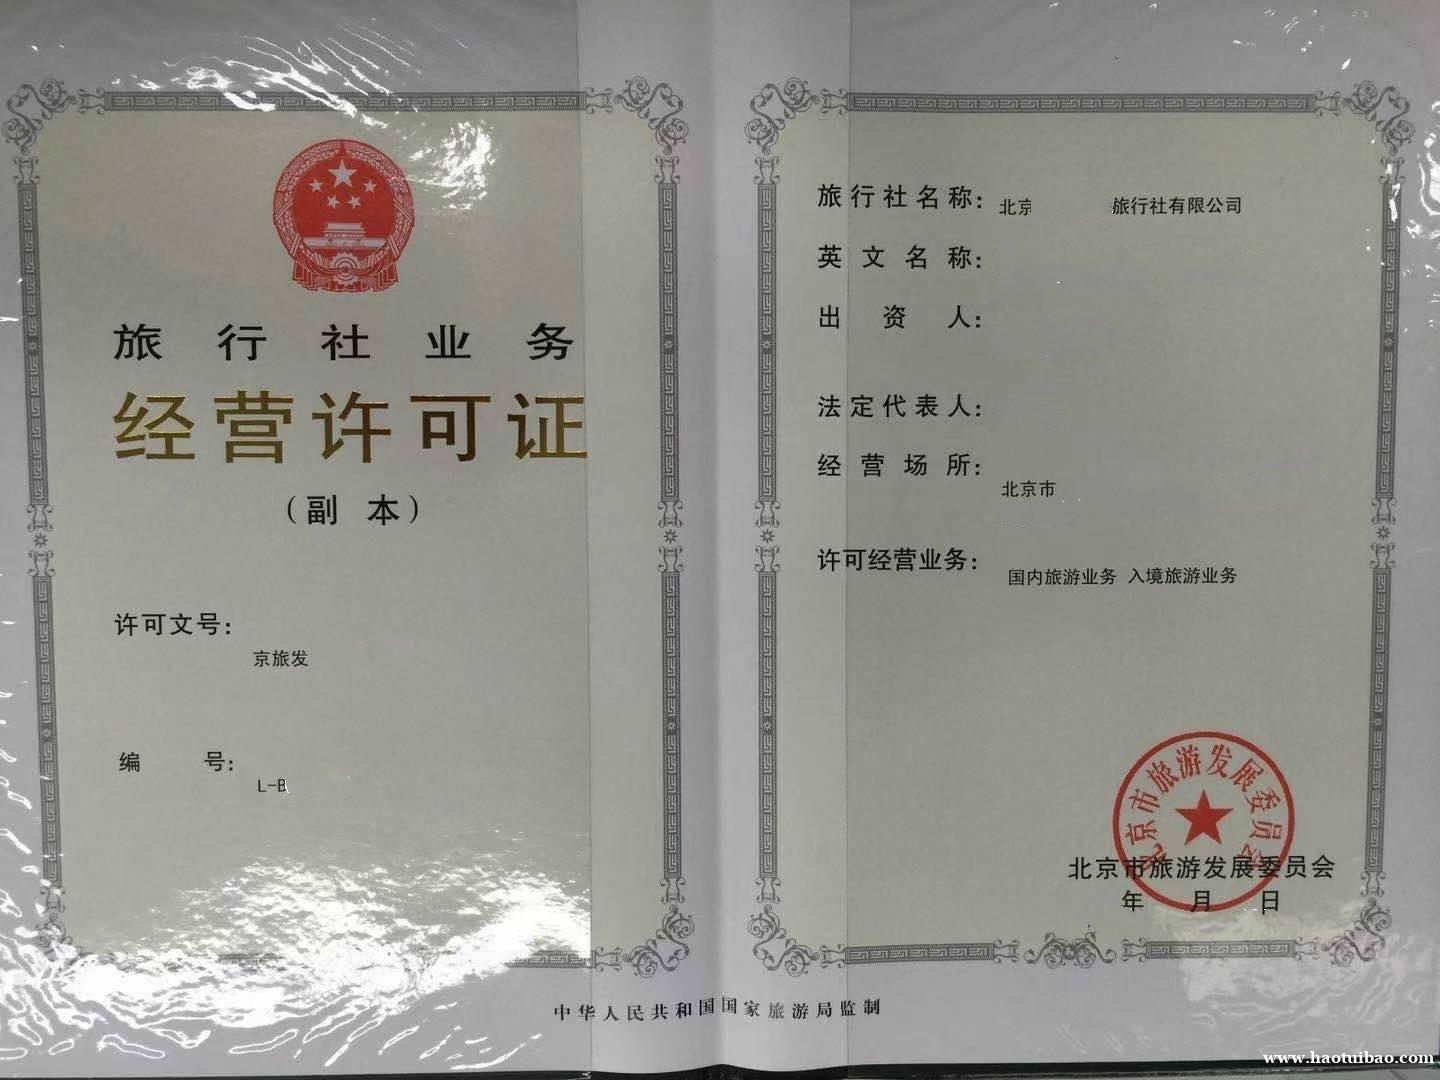 旅行社业务
经营许可证
（副 本）
许可文号：
京旅发
编 号：
L-B
旅行社名称：北京 旅行社有限公司
英文名称：
出资人：
法定代表人：
经营场所：
北京市
许可经营业务：国内旅游业务 入境旅游业务
北京市旅游发展委员会
北京市旅游发展委员会
年 月 日
中华人民共和国国家旅游局监制
www.haotuibao.com